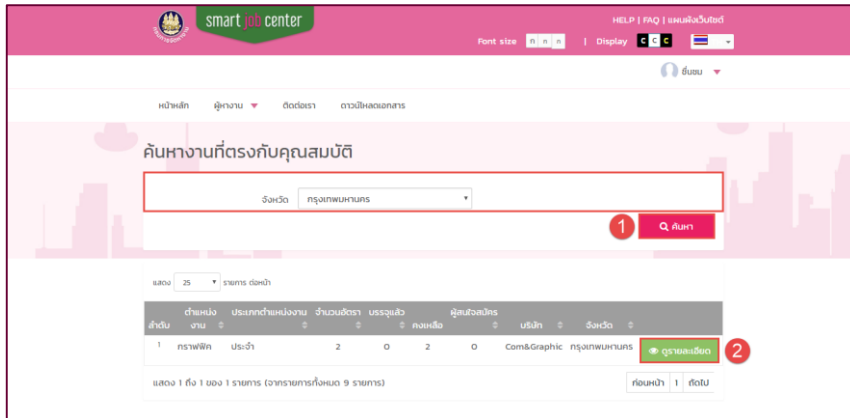 smart job center
HELP | FAQ | แผนผังเว็บไซต์
Font size ก ก ก | Display C C C
ชื่นชม
หน้าหลัก ผู้หางาน ติดต่อเรา ดาวน์โหลดเอกสาร
ค้นหางานที่ตรงกับคุณสมบัติ
จังหวัด กรุงเทพมหานคร
1 ค้นหา
แสดง 25 รายการ ต่อหน้า
ลำดับ ตำแหน่งงาน ประเภทตำแหน่งงาน จำนวนอัตรา บรรจุแล้ว คงเหลือ ผู้สนใจสมัคร บริษัท จังหวัด
1 กราฟฟิค ประจำ 2 0 2 0 Com&Graphic กรุงเทพมหานคร ดูรายละเอียด 2
แสดง 1 ถึง 1 ของ 1 รายการ (จากรายการทั้งหมด 9 รายการ) ก่อนหน้า 1 ถัดไป